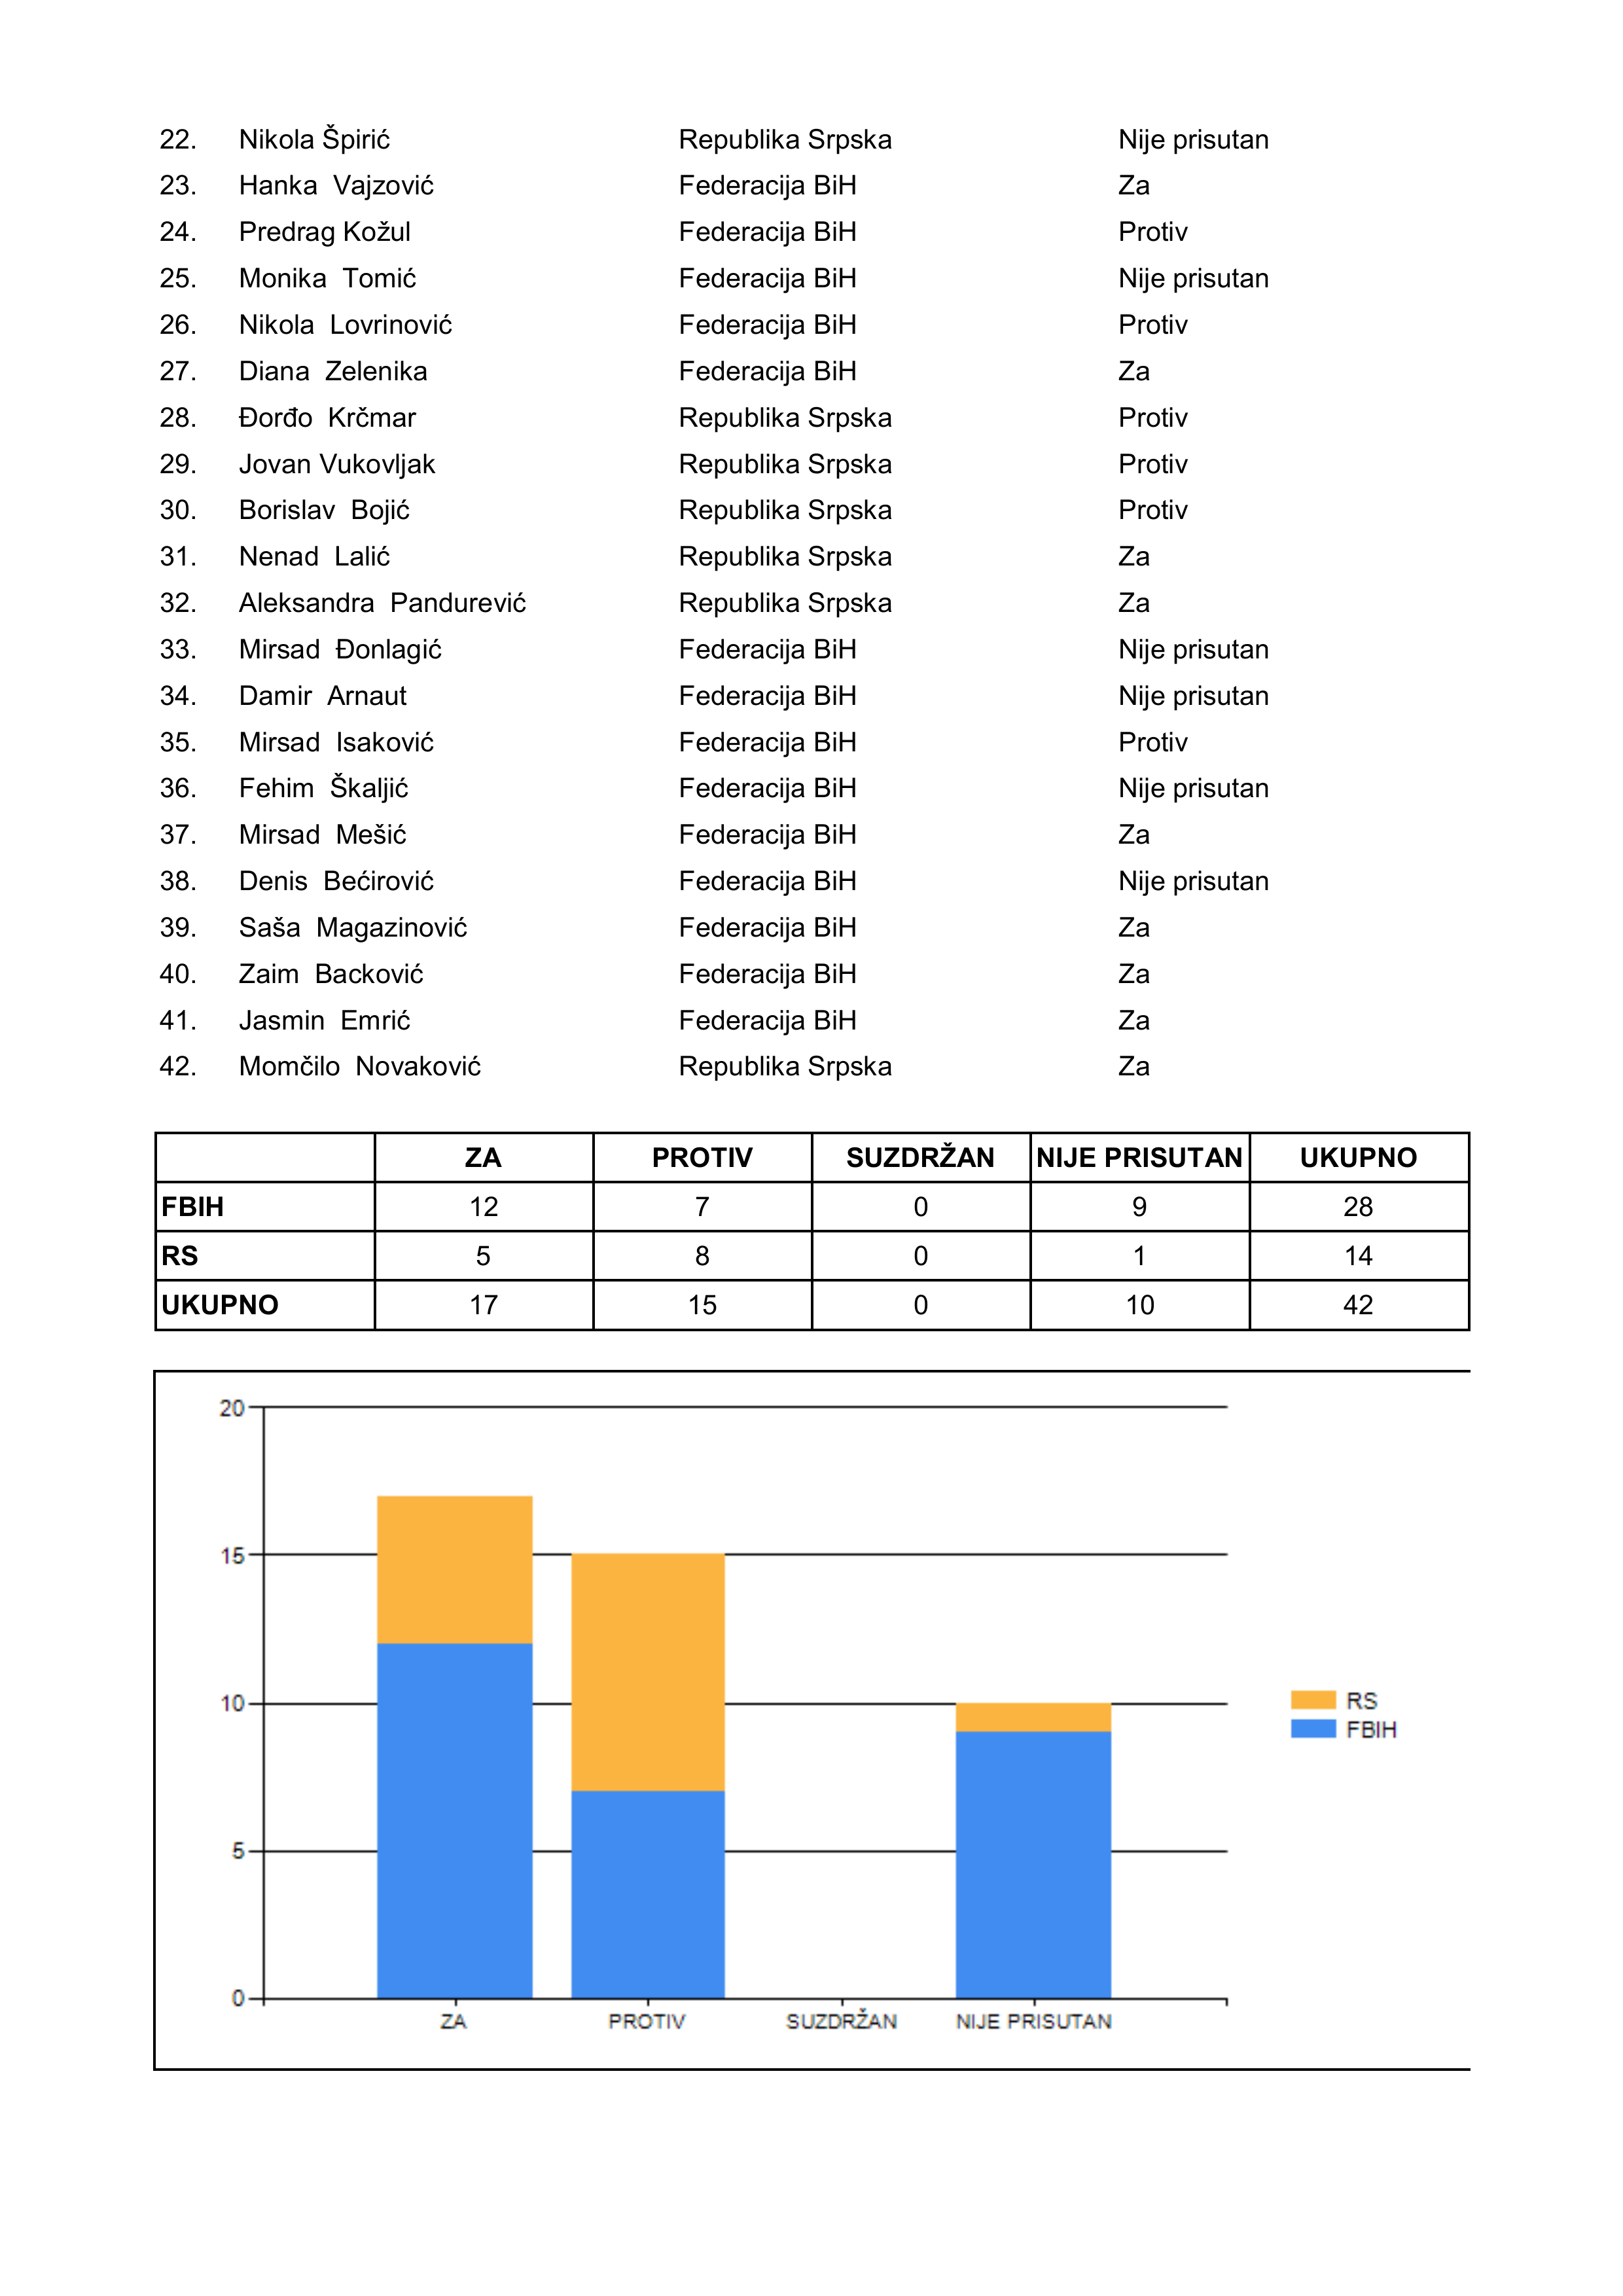 22. Nikola Špirić Republika Srpska Nije prisutan
23. Hanka Vajzović Federacija BiH Za
24. Predrag Kožul Federacija BiH Protiv
25. Monika Tomić Federacija BiH Nije prisutan
26. Nikola Lovrinović Federacija BiH Protiv
27. Diana Zelenika Federacija BiH Za
28. Đorđo Krčmar Republika Srpska Protiv
29. Jovan Vukovljak Republika Srpska Protiv
30. Borislav Bojić Republika Srpska Protiv
31. Nenad Lalić Republika Srpska Za
32. Aleksandra Pandurević Republika Srpska Za
33. Mirsad Đonlagić Federacija BiH Nije prisutan
34. Damir Arnaut Federacija BiH Nije prisutan
35. Mirsad Isaković Federacija BiH Protiv
36. Fehim Škaljić Federacija BiH Nije prisutan
37. Mirsad Mešić Federacija BiH Za
38. Denis Bećirović Federacija BiH Nije prisutan
39. Saša Magazinović Federacija BiH Za
40. Zaim Backović Federacija BiH Za
41. Jasmin Emrić Federacija BiH Za
42. Momčilo Novaković Republika Srpska Za
ZA PROTIV SUZDRŽAN NIJE PRISUTAN UKUPNO
FBIH 12 7 0 9 28
RS 5 8 0 1 14
UKUPNO 17 15 0 10 42
20
15
10
5
0
ZA PROTIV SUZDRŽAN NIJE PRISUTAN
RS
FBIH